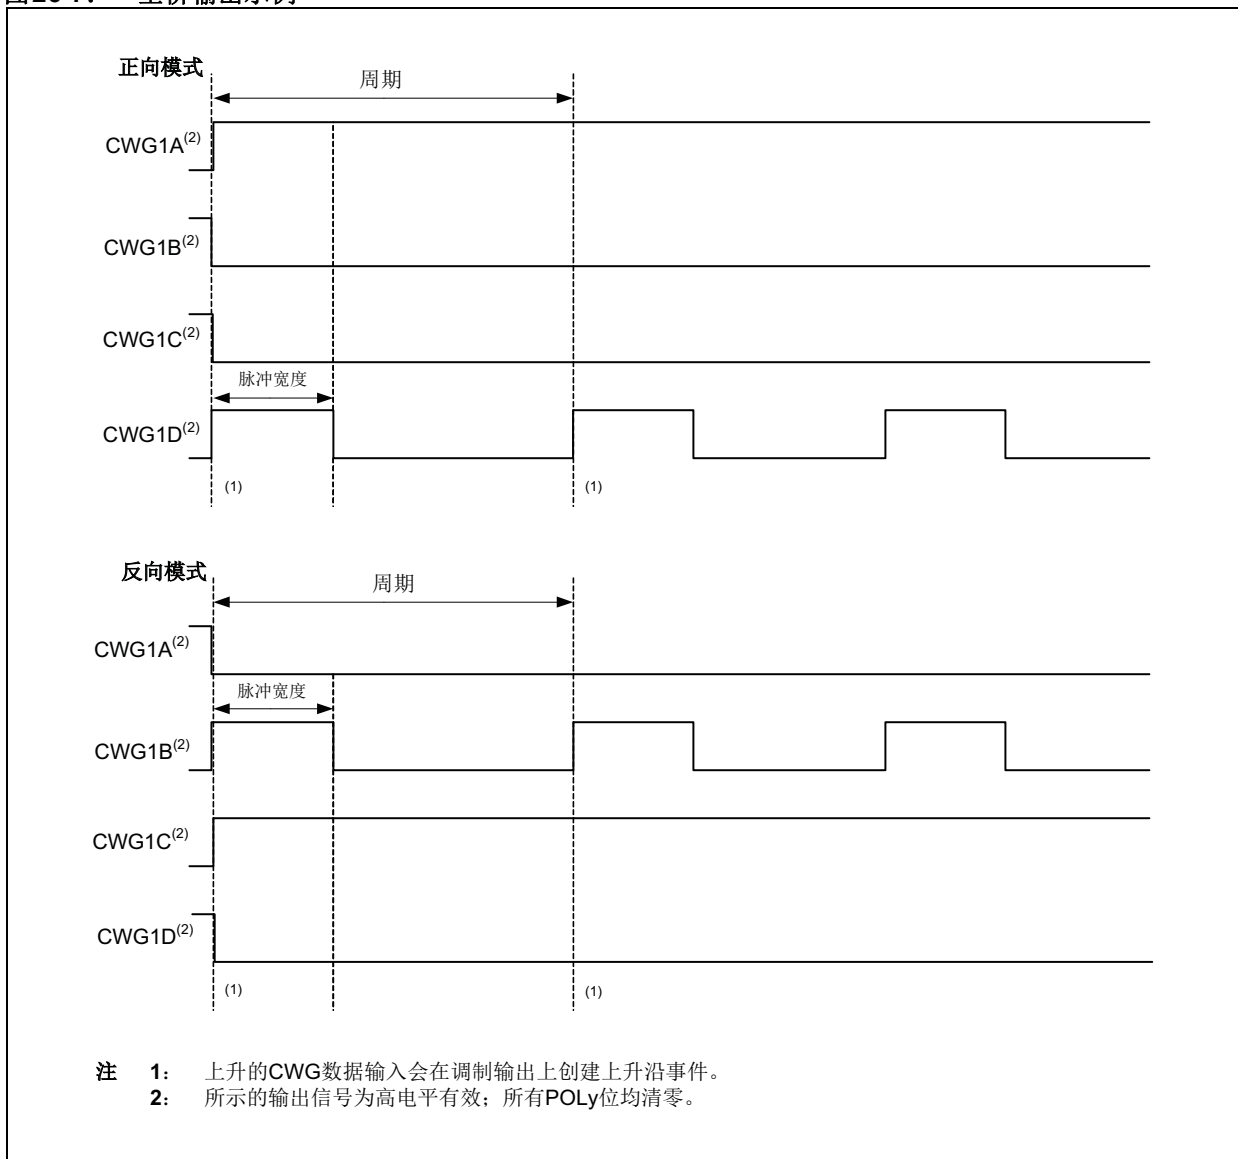 正向模式
周期
CWG1A(2)
CWG1B(2)
CWG1C(2)
脉冲宽度
CWG1D(2)
(1) (1)
反向模式
周期
CWG1A(2)
脉冲宽度
CWG1B(2)
CWG1C(2)
CWG1D(2)
(1) (1)
注 1： 上升的CWG数据输入会在调制输出上创建上升沿事件。
2： 所示的输出信号为高电平有效；所有POLy位均清零。